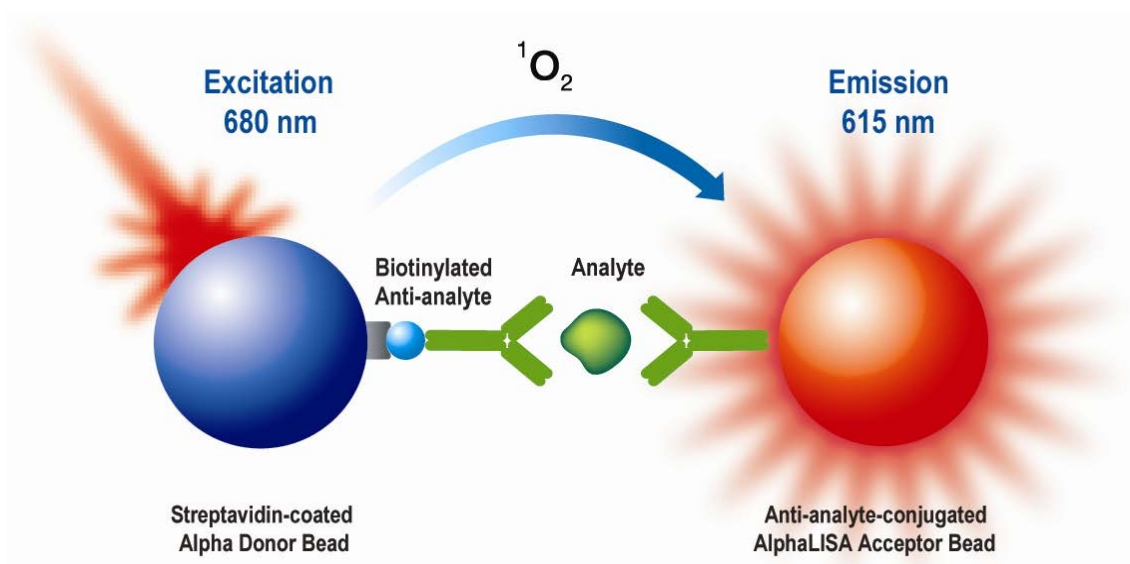 Excitation
680 nm
¹O₂
Emission
615 nm
Biotinylated
Anti-analyte
Analyte
Streptavidin-coated
Alpha Donor Bead
Anti-analyte-conjugated
AlphaLISA Acceptor Bead